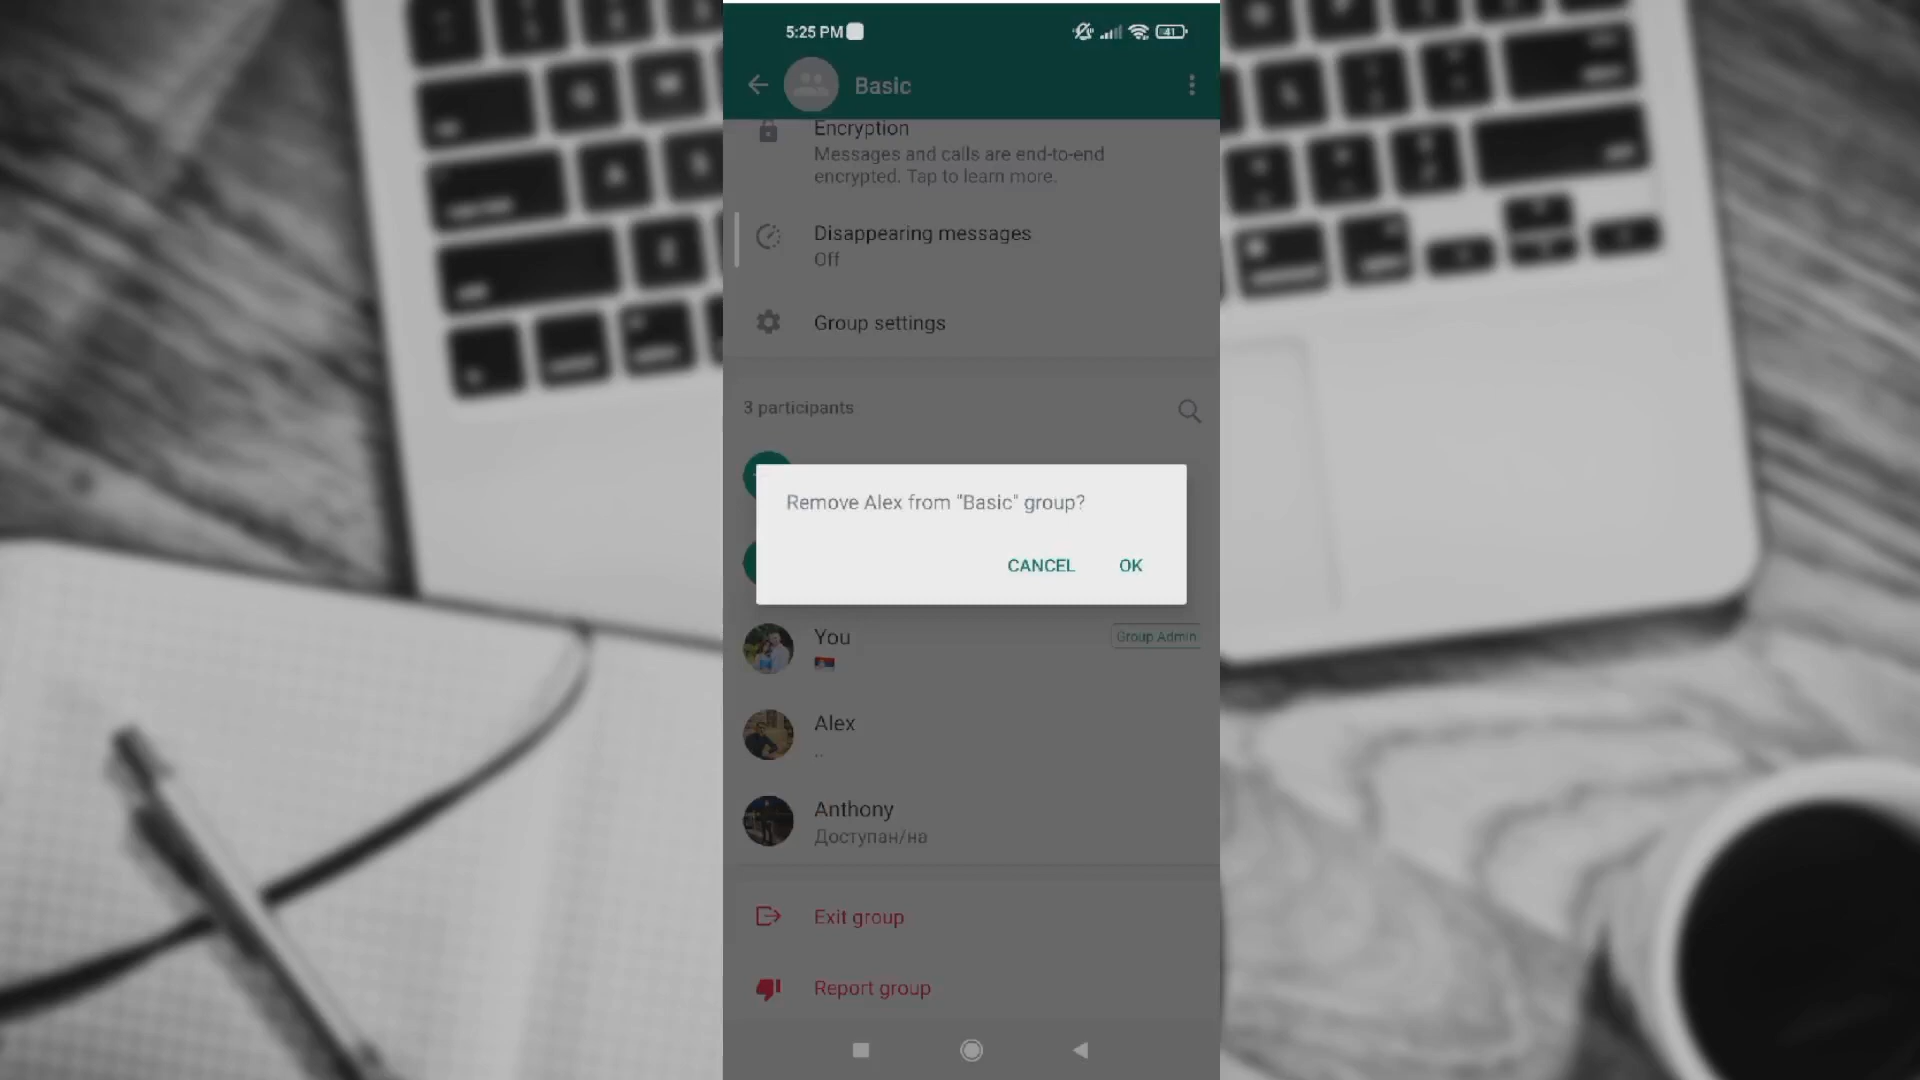 5:25 PM
41
Basic
Encryption
Messages and calls are end-to-end
encrypted. Tap to learn more.
Disappearing messages
Off
Group settings
3 participants
Remove Alex from "Basic" group?
CANCEL OK
You
Group Admin
Alex
..
Anthony
Доступан/на
Exit group
Report group